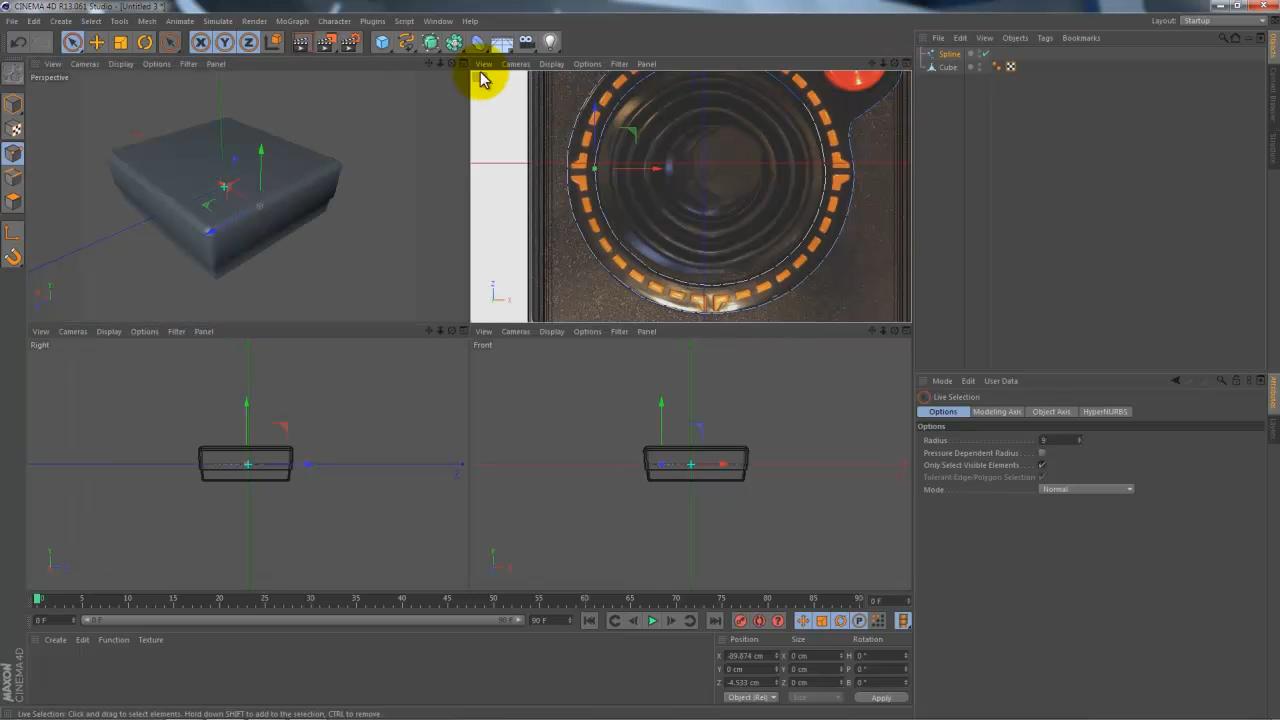 CINEMA 4D R13.061 Studio - [Untitled 3 *]
File Edit Create Select Tools Mesh Animate Simulate Render MoGraph Character Plugins Script Window Help
Layout: Startup
View Cameras Display Options Filter Panel
Perspective
View Cameras Display Options Filter Panel
File Edit View Objects Tags Bookmarks
Spline
Cube
View Cameras Display Options Filter Panel
Right
View Cameras Display Options Filter Panel
Front
Mode Edit User Data
Live Selection
Options Modeling Axis Object Axis HyperNURBS
Options
Radius 9
Pressure Dependent Radius
Only Select Visible Elements
Tolerant Edge/Polygon Selection
Mode Normal
0 5 10 15 20 25 30 35 40 45 50 55 60 65 70 75 80 85 90 0 F
0 F 0 F 90 F 90 F
Create Edit Function Texture
Position Size Rotation
X -89.874 cm X 0 cm H 0 °
Y 0 cm Y 0 cm P 0 °
Z -4.533 cm Z 0 cm B 0 °
Object (Rel) Size Apply
MAXON CINEMA 4D
Live Selection: Click and drag to select elements. Hold down SHIFT to add to the selection, CTRL to remove.